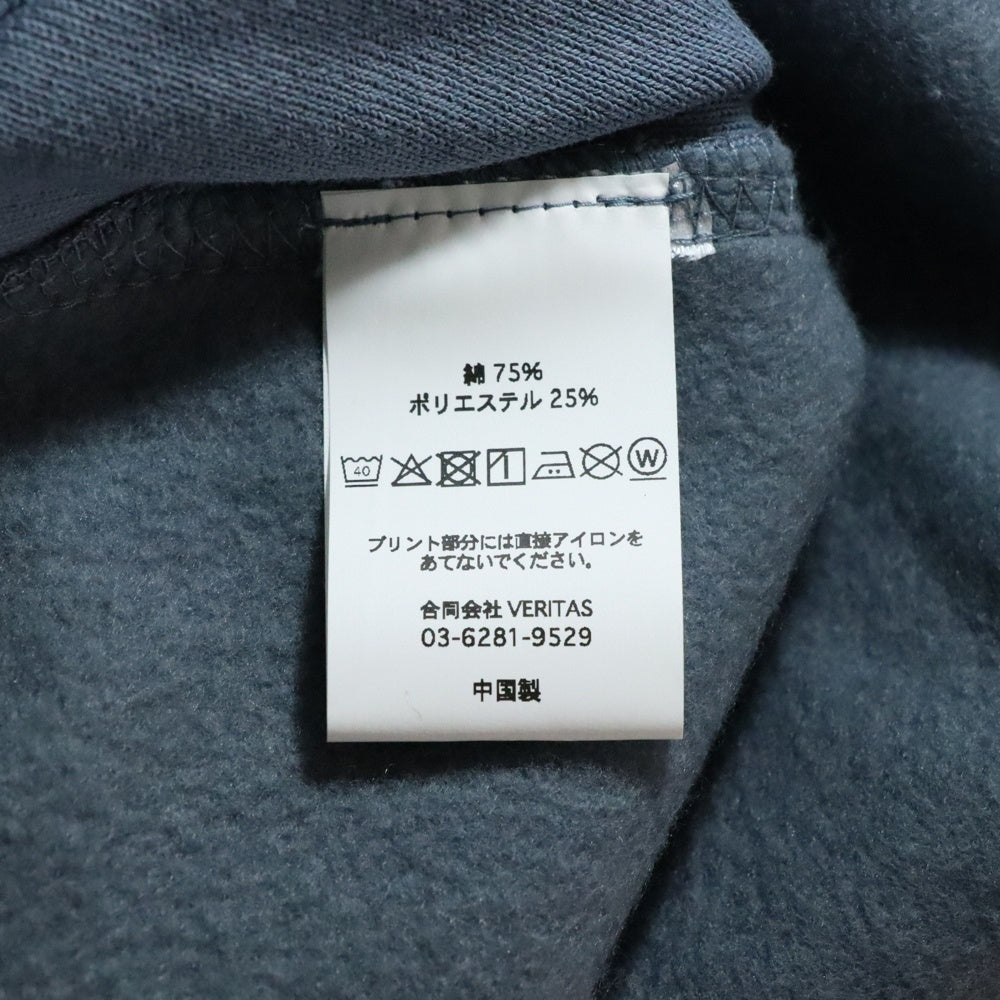 綿 75%
ポリエステル 25%
40
W
プリント部分には直接アイロンを
あてないでください。
合同会社 VERITAS
03-6281-9529
中国製